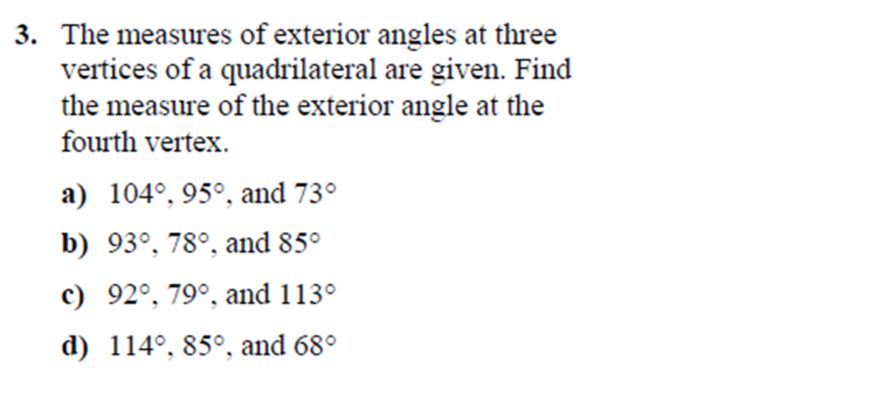 3. The measures of exterior angles at three
vertices of a quadrilateral are given. Find
the measure of the exterior angle at the
fourth vertex.
a) 104°, 95°, and 73°
b) 93°, 78°, and 85°
c) 92°, 79°, and 113°
d) 114°, 85°, and 68°